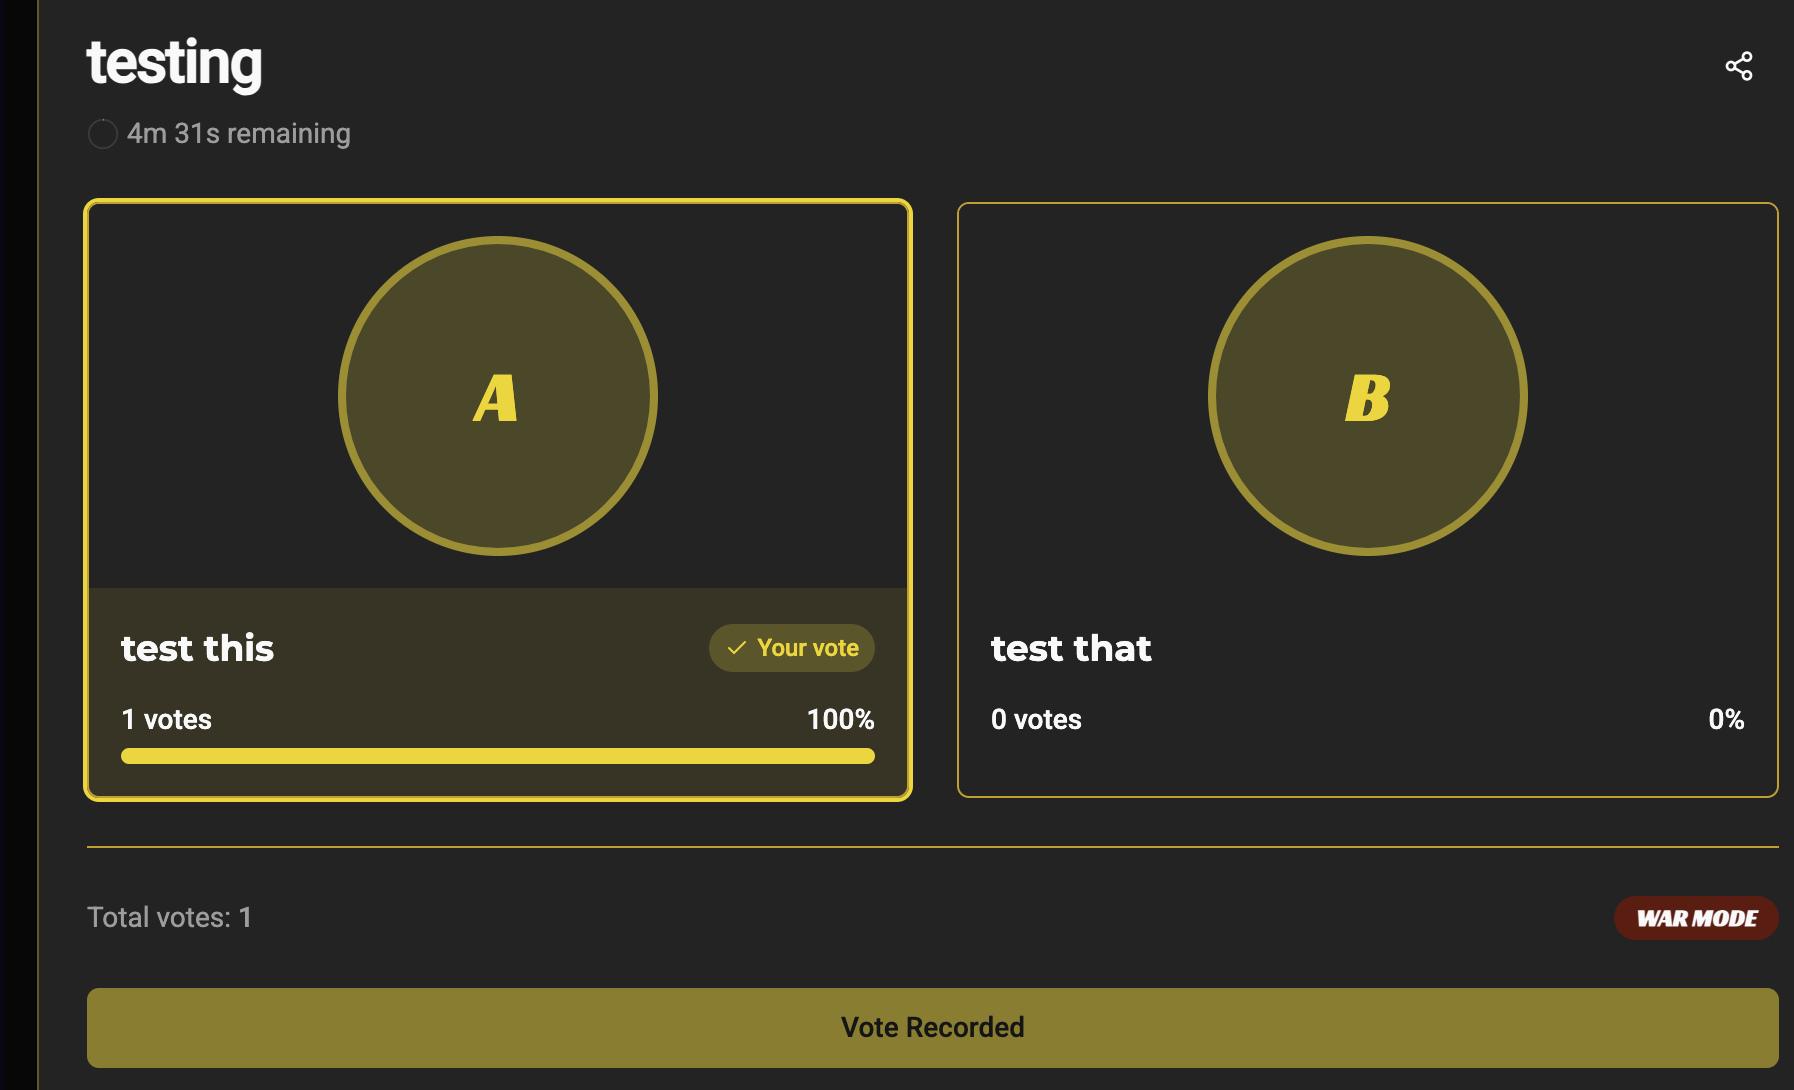 testing
4m 31s remaining
A
B
test this
Your vote
1 votes
100%
test that
0 votes
0%
Total votes: 1
WAR MODE
Vote Recorded